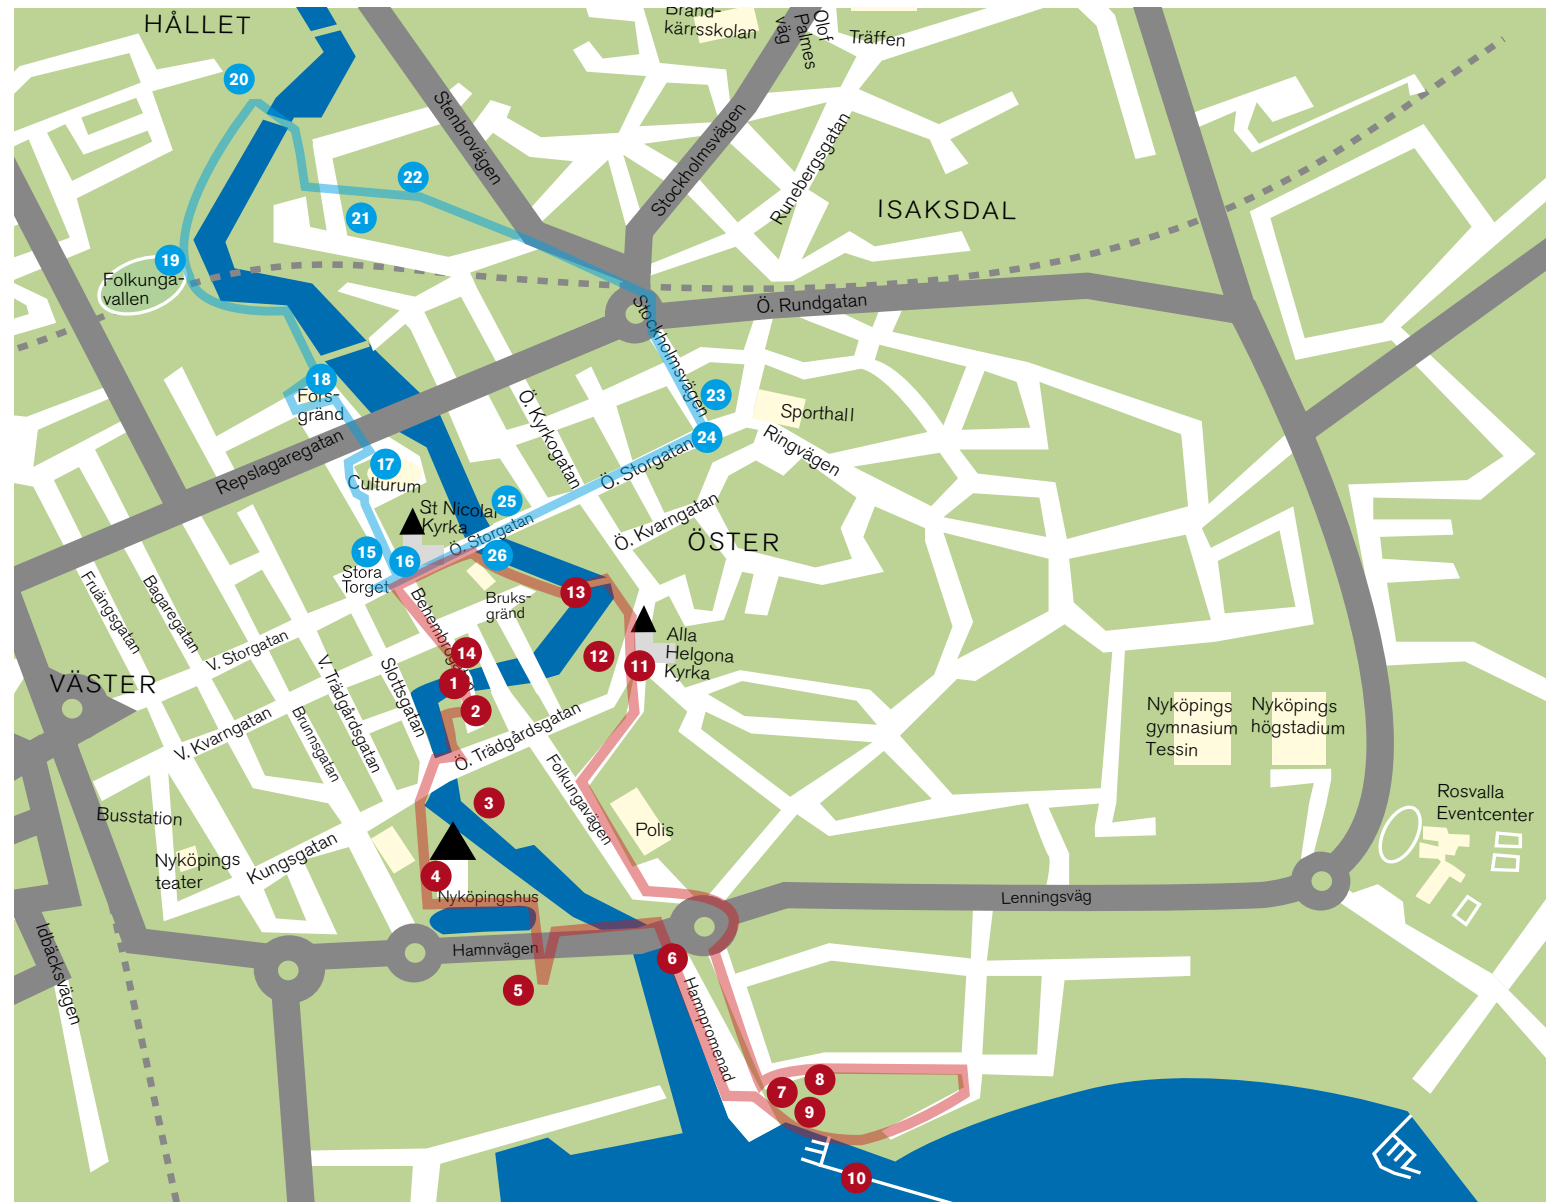 HÅLLET
Brand-
kärrsskolan
Olof
Palmes
väg
Träffen
20
Stenbrovägen
Stockholmsvägen
Runebergsgatan
22
21
ISAKSDAL
19
Folkunga-
vallen
Ö. Rundgatan
Stockholmsvägen
18
Fors-
gränd
23
Sporthall
24
Ringvägen
Ö. Kyrkogatan
Repslagaregatan
17
Culturum
Ö. Storgatan
25
St Nicolai
Kyrka
Ö. Storgatan
Ö. Kvarngatan
ÖSTER
15
16
26
Stora
Torget
13
Bruks-
gränd
Behembrogatan
Fruängsgatan
Bagaregatan
V. Storgatan
14
12
11
Alla
Helgona
Kyrka
VÄSTER
V. Trädgårdsgatan
Slottsgatan
1
2
Brunnsgatan
V. Kvarngatan
Ö. Trädgårdsgatan
Folkungavägen
Nyköpings
gymnasium
Tessin
Nyköpings
högstadium
Busstation
3
Polis
Rosvalla
Eventcenter
Nyköpings
teater
Kungsgatan
4
Nyköpingshus
Lenningsväg
Idbäcksvägen
Hamnvägen
5
6
Hamnpromenad
7
8
9
10